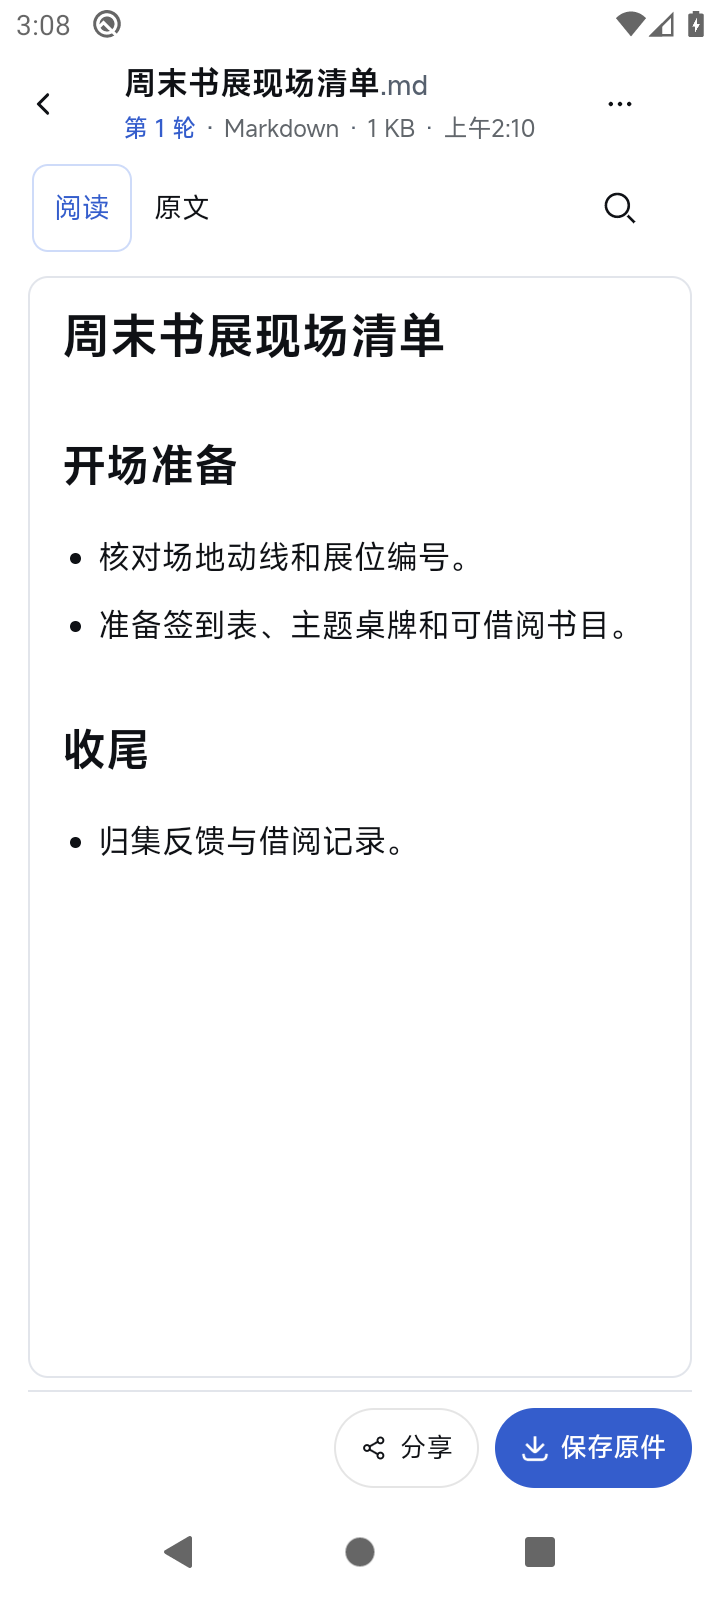 3:08
周末书展现场清单.md
第 1 轮 · Markdown · 1 KB · 上午2:10
阅读 原文
周末书展现场清单
开场准备
• 核对场地动线和展位编号。
• 准备签到表、主题桌牌和可借阅书目。
收尾
• 归集反馈与借阅记录。
分享 保存原件